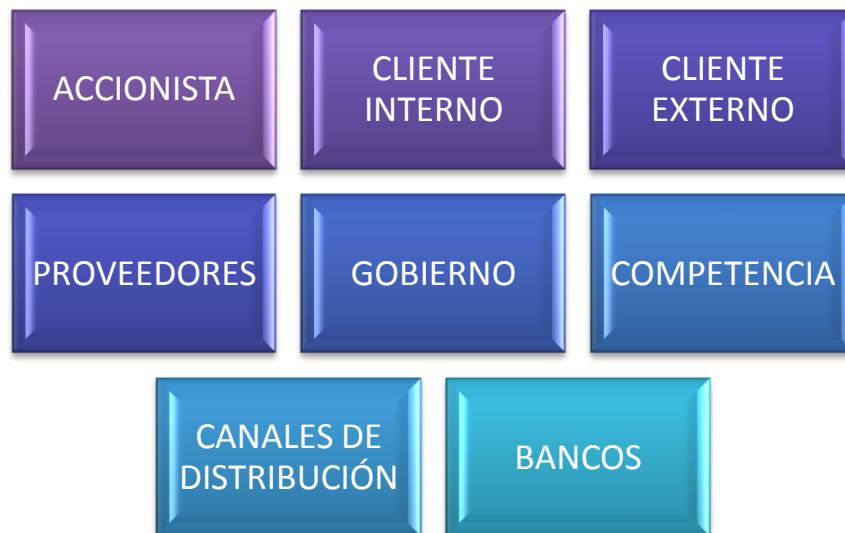 ACCIONISTA
CLIENTE
INTERNO
CLIENTE
EXTERNO
PROVEEDORES
GOBIERNO
COMPETENCIA
CANALES DE
DISTRIBUCIÓN
BANCOS